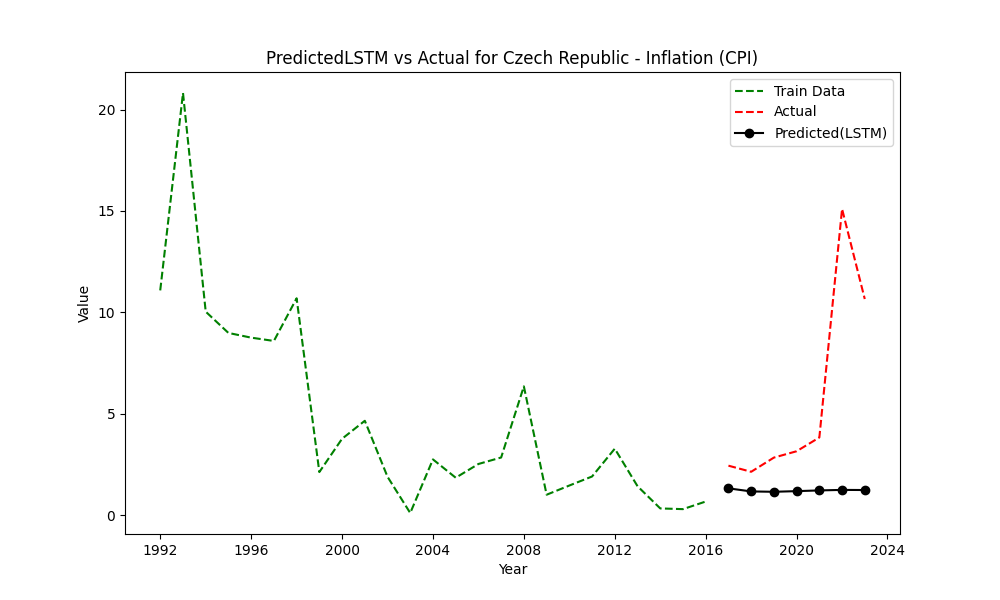 PredictedLSTM vs Actual for Czech Republic - Inflation (CPI)
Train Data
Actual
Predicted(LSTM)
Value
20
15
10
5
0
1992 1996 2000 2004 2008 2012 2016 2020 2024
Year